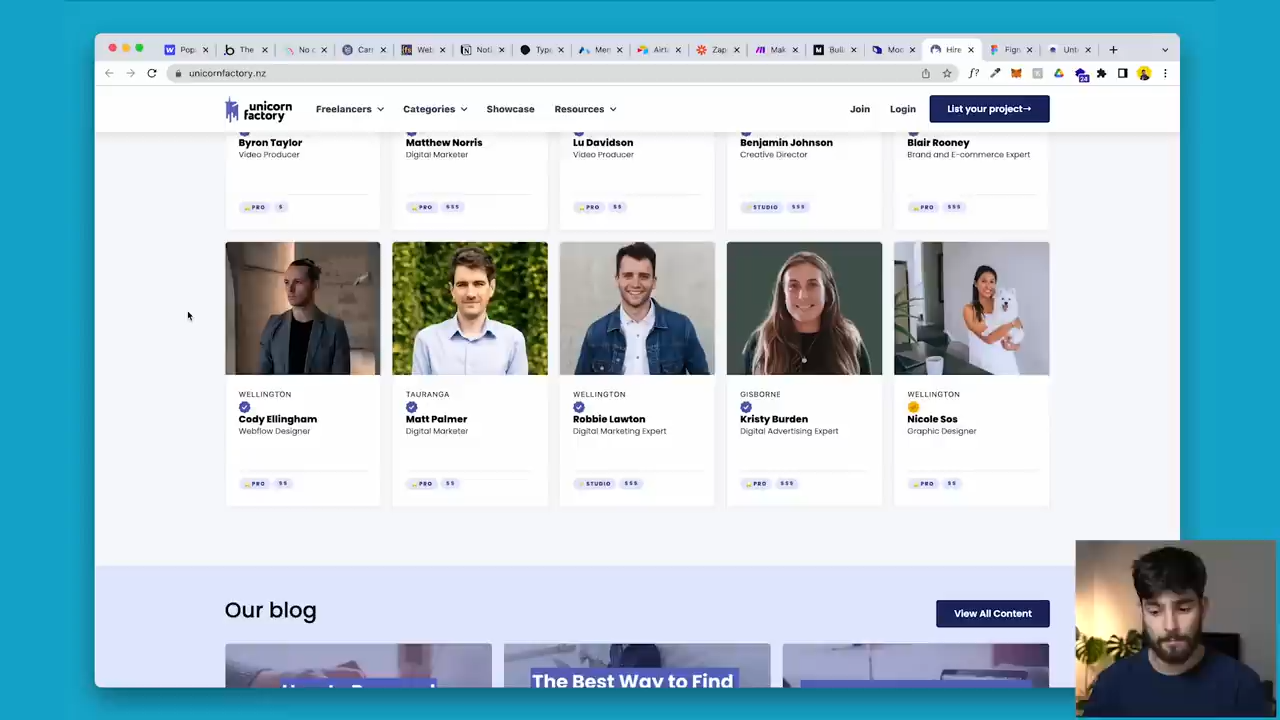 Pop.
The
No c
Carr
Web
Noti
Type
Men
Airt
Zap
Mak
Buil
Moc
Hire
Figm
Unti
unicornfactory.nz
24
unicorn
factory
Freelancers
Categories
Showcase
Resources
Join
Login
List your project→
Byron Taylor
Video Producer
PRO $
Matthew Norris
Digital Marketer
PRO $$$
Lu Davidson
Video Producer
PRO $$
Benjamin Johnson
Creative Director
STUDIO $$$
Blair Rooney
Brand and E-commerce Expert
PRO $$$
WELLINGTON
Cody Ellingham
Webflow Designer
PRO $$
TAURANGA
Matt Palmer
Digital Marketer
PRO $$
WELLINGTON
Robbie Lawton
Digital Marketing Expert
STUDIO $$$
GISBORNE
Kristy Burden
Digital Advertising Expert
PRO $$$
WELLINGTON
Nicole Sos
Graphic Designer
PRO $$
Our blog
View All Content
The Best Way to Find